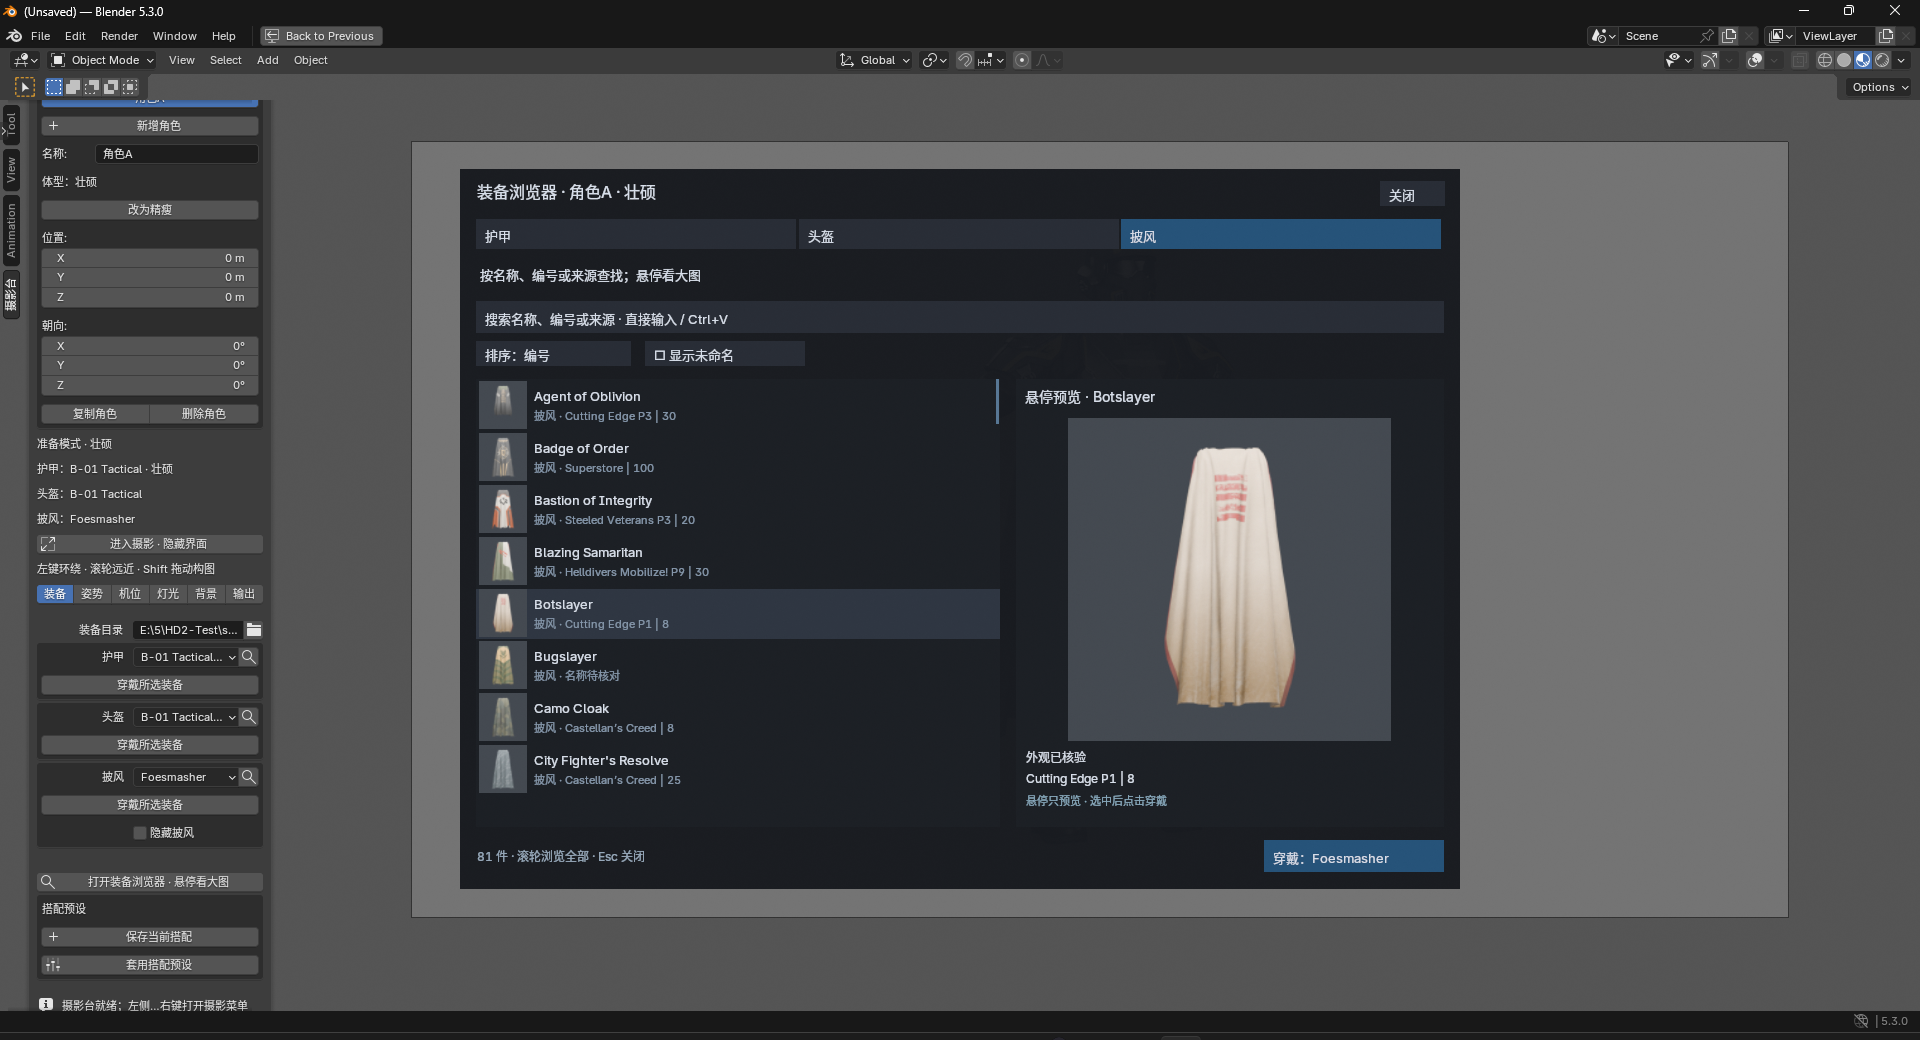 (Unsaved) — Blender 5.3.0
File Edit Render Window Help Back to Previous Scene ViewLayer
Object Mode View Select Add Object Global
Options
Tool
View
Animation
摄影台
角色A
新增角色
名称: 角色A
体型：壮硕
改为精瘦
位置:
X 0 m
Y 0 m
Z 0 m
朝向:
X 0°
Y 0°
Z 0°
复制角色 删除角色
准备模式 · 壮硕
护甲：B-01 Tactical · 壮硕
头盔：B-01 Tactical
披风：Foesmasher
进入摄影 · 隐藏界面
左键环绕 · 滚轮远近 · Shift 拖动构图
装备 姿势 机位 灯光 背景 输出
装备目录 E:\5\HD2-Test\s...
护甲 B-01 Tactical...
穿戴所选装备
头盔 B-01 Tactical...
穿戴所选装备
披风 Foesmasher
穿戴所选装备
隐藏披风
打开装备浏览器 · 悬停看大图
搭配预设
保存当前搭配
套用搭配预设
摄影台就绪；左侧...右键打开摄影菜单
装备浏览器 · 角色A · 壮硕
关闭
护甲 头盔 披风
按名称、编号或来源查找；悬停看大图
搜索名称、编号或来源 · 直接输入 / Ctrl+V
排序：编号 显示未命名
Agent of Oblivion
披风 · Cutting Edge P3 | 30
Badge of Order
披风 · Superstore | 100
Bastion of Integrity
披风 · Steeled Veterans P3 | 20
Blazing Samaritan
披风 · Helldivers Mobilize! P9 | 30
Botslayer
披风 · Cutting Edge P1 | 8
Bugslayer
披风 · 名称待核对
Camo Cloak
披风 · Castellan's Creed | 8
City Fighter's Resolve
披风 · Castellan's Creed | 25
悬停预览 · Botslayer
外观已核验
Cutting Edge P1 | 8
悬停只预览 · 选中后点击穿戴
81 件 · 滚轮浏览全部 · Esc 关闭
穿戴：Foesmasher
5.3.0